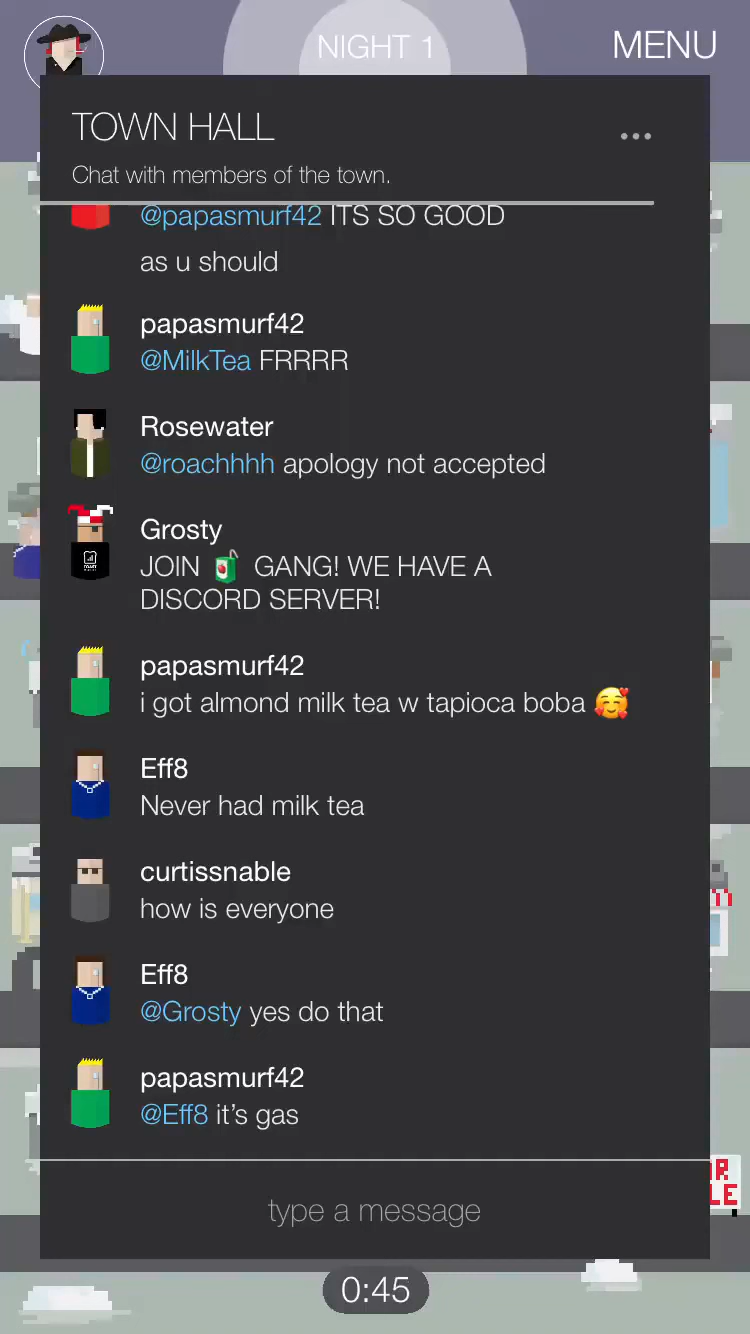 NIGHT 1
MENU
TOWN HALL
Chat with members of the town.
@papasmurf42 ITS SO GOOD
as u should
papasmurf42
@MilkTea FRRRR
Rosewater
@roachhhh apology not accepted
Grosty
JOIN 🧃 GANG! WE HAVE A
DISCORD SERVER!
papasmurf42
i got almond milk tea w tapioca boba 🥰
Eff8
Never had milk tea
curtissnable
how is everyone
Eff8
@Grosty yes do that
papasmurf42
@Eff8 it’s gas
type a message
0:45